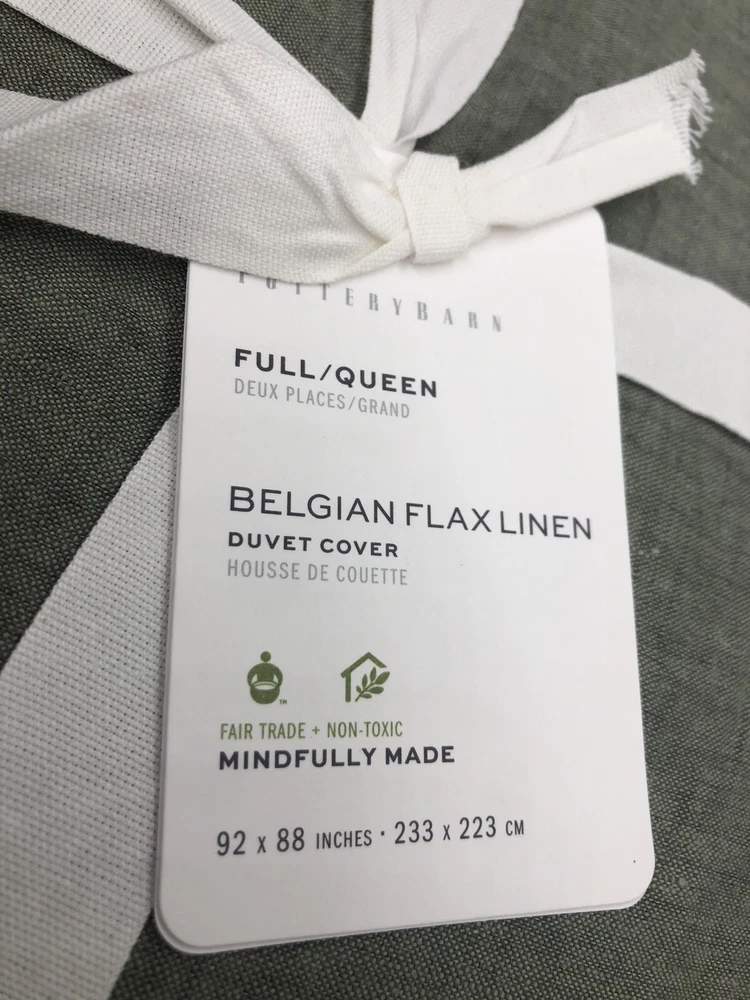 POTTERYBARN
FULL/QUEEN
DEUX PLACES/GRAND
BELGIAN FLAX LINEN
DUVET COVER
HOUSSE DE COUETTE
TM
FAIR TRADE + NON-TOXIC
MINDFULLY MADE
92 x 88 INCHES · 233 x 223 CM